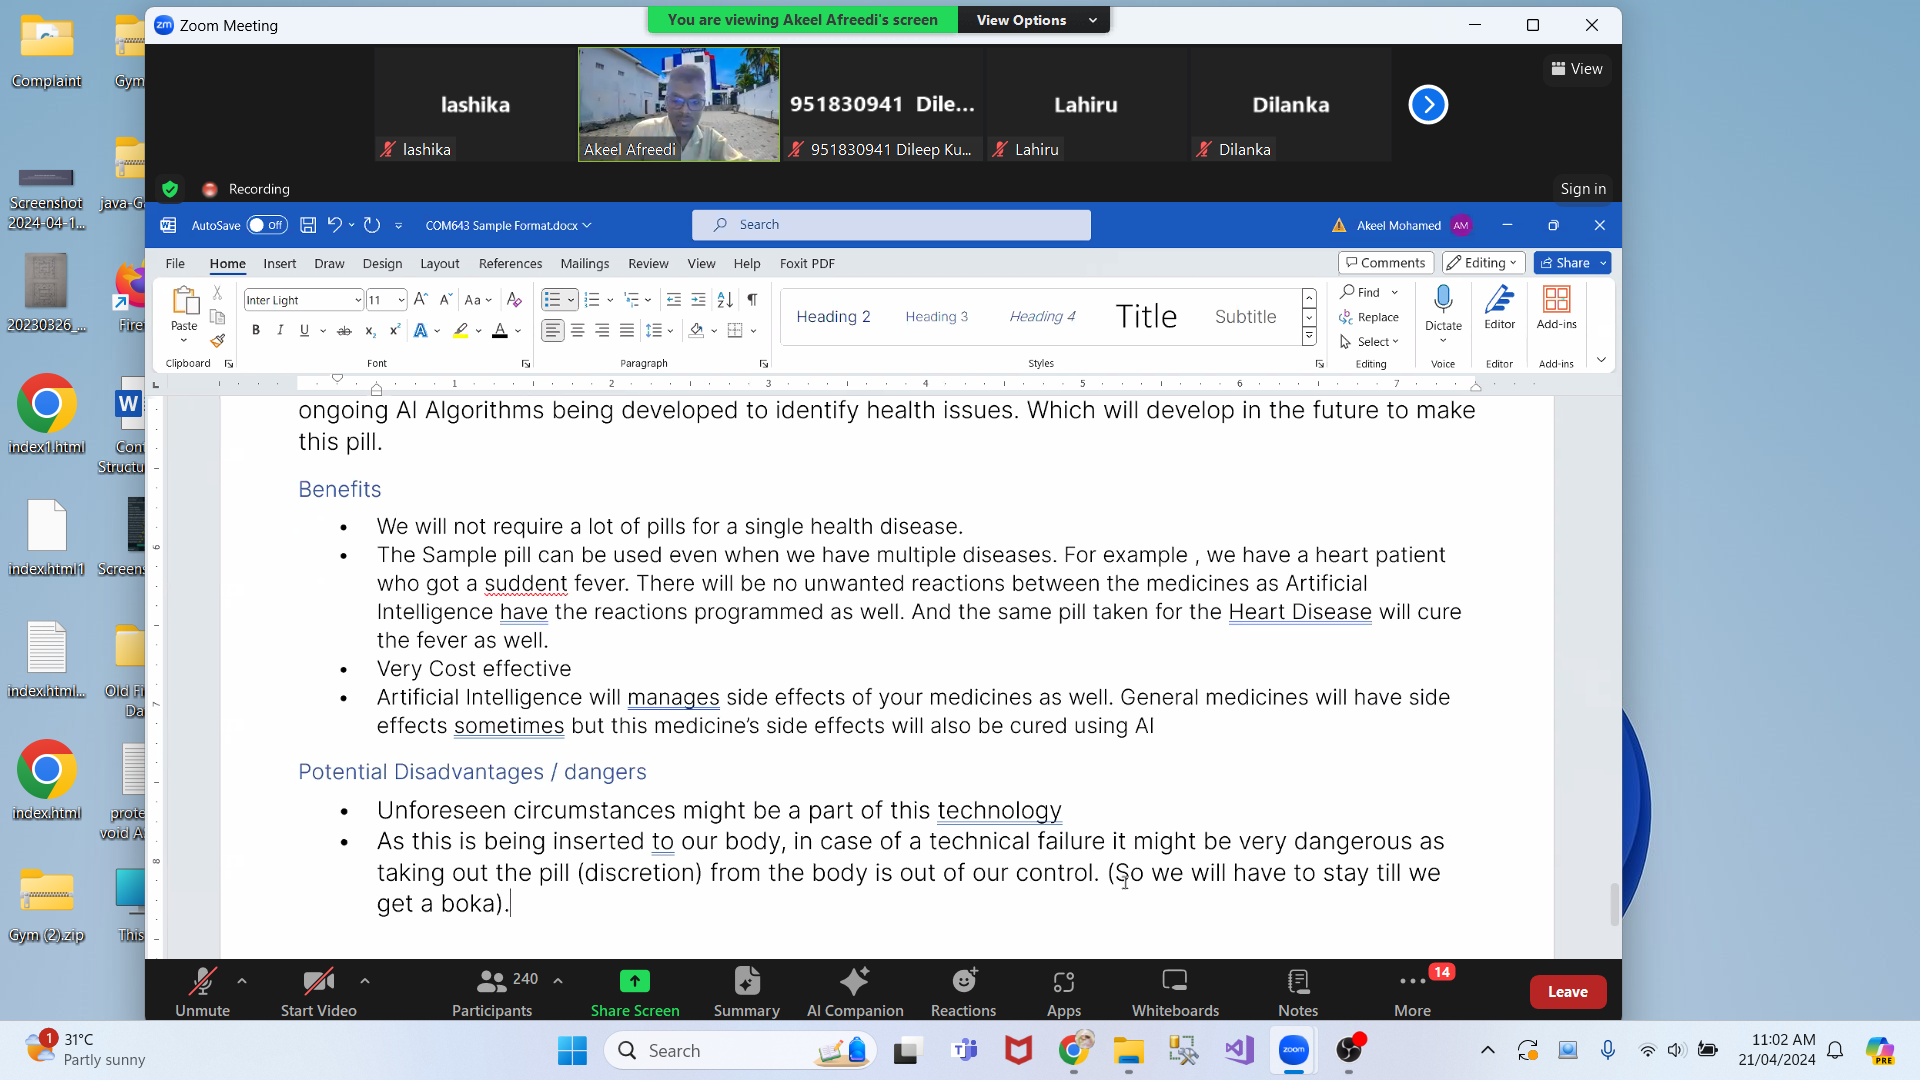 Zoom Meeting
You are viewing Akeel Afreedi's screen
View Options
Complaint
Gym
View
lashika
951830941 Dile...
Lahiru
Dilanka
lashika
Akeel Afreedi
951830941 Dileep Ku...
Lahiru
Dilanka
Recording
Sign in
Screenshot
2024-04-1...
java-G
AutoSave
Off
COM643 Sample Format.docx
Search
Akeel Mohamed
AM
File
Home
Insert
Draw
Design
Layout
References
Mailings
Review
View
Help
Foxit PDF
Comments
Editing
Share
Paste
Inter Light
11
Heading 2
Heading 3
Heading 4
Title
Subtitle
Find
Replace
Select
Dictate
Editor
Add-ins
Clipboard
Font
Paragraph
Styles
Editing
Voice
Editor
Add-ins
20230326_...
Fire
1 2 3 4 5 6 7
ongoing AI Algorithms being developed to identify health issues. Which will develop in the future to make
this pill.
index1.html
Con
Structu
Benefits
• We will not require a lot of pills for a single health disease.
• The Sample pill can be used even when we have multiple diseases. For example , we have a heart patient
who got a suddent fever. There will be no unwanted reactions between the medicines as Artificial
Intelligence have the reactions programmed as well. And the same pill taken for the Heart Disease will cure
the fever as well.
• Very Cost effective
• Artificial Intelligence will manages side effects of your medicines as well. General medicines will have side
effects sometimes but this medicine's side effects will also be cured using AI
index.html1
Screens
index.html...
Old Fi
Da
Potential Disadvantages / dangers
• Unforeseen circumstances might be a part of this technology
• As this is being inserted to our body, in case of a technical failure it might be very dangerous as
taking out the pill (discretion) from the body is out of our control. (So we will have to stay till we
get a boka).
index.html
prote
void A
Gym (2).zip
This
Unmute
Start Video
240
Participants
Share Screen
Summary
AI Companion
Reactions
Apps
Whiteboards
Notes
14
More
Leave
1
31°C
Partly sunny
Search
zoom
11:02 AM
21/04/2024
PRE